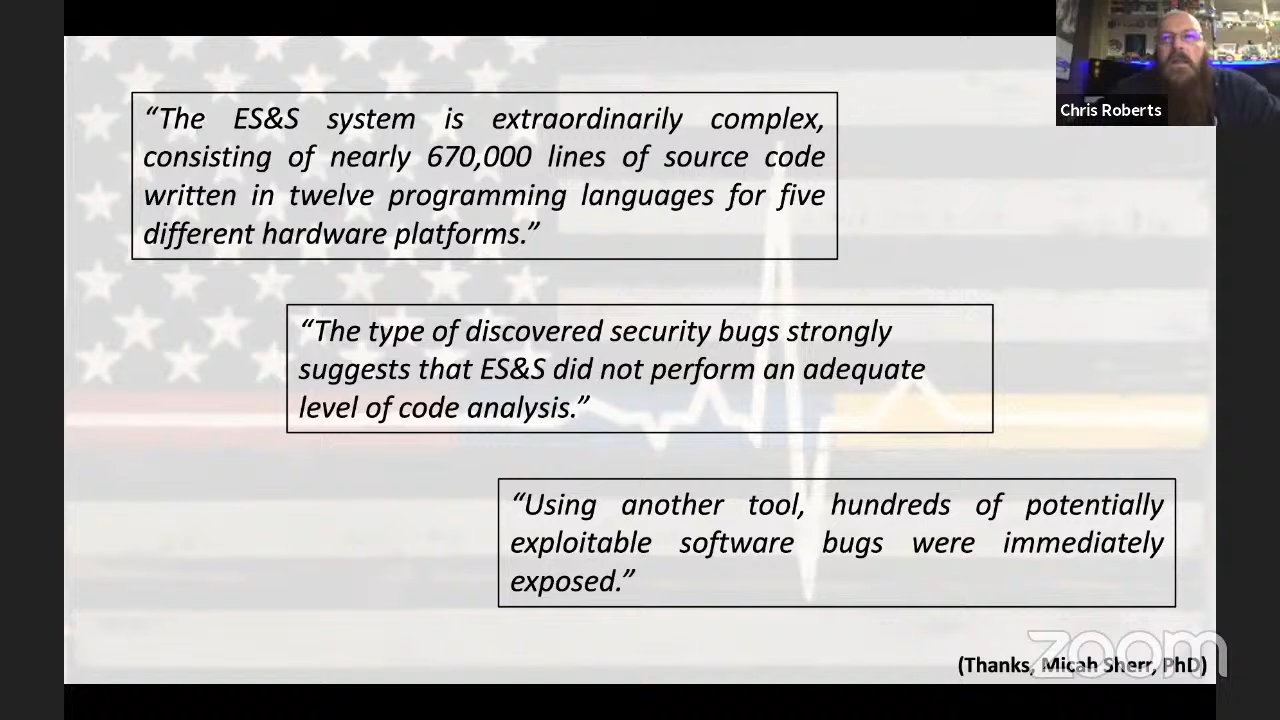 Chris Roberts
“The ES&S system is extraordinarily complex,
consisting of nearly 670,000 lines of source code
written in twelve programming languages for five
different hardware platforms.”
“The type of discovered security bugs strongly
suggests that ES&S did not perform an adequate
level of code analysis.”
“Using another tool, hundreds of potentially
exploitable software bugs were immediately
exposed.”
(Thanks, Micah Sherr, PhD)
zoom